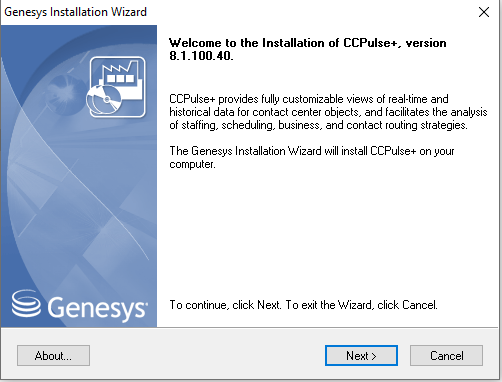 Genesys Installation Wizard
Welcome to the Installation of CCPulse+, version
8.1.100.40.
CCPulse+ provides fully customizable views of real-time and
historical data for contact center objects, and facilitates the analysis
of staffing, scheduling, business, and contact routing strategies.
The Genesys Installation Wizard will install CCPulse+ on your
computer.
Genesys
To continue, click Next. To exit the Wizard, click Cancel.
About...
Next >
Cancel